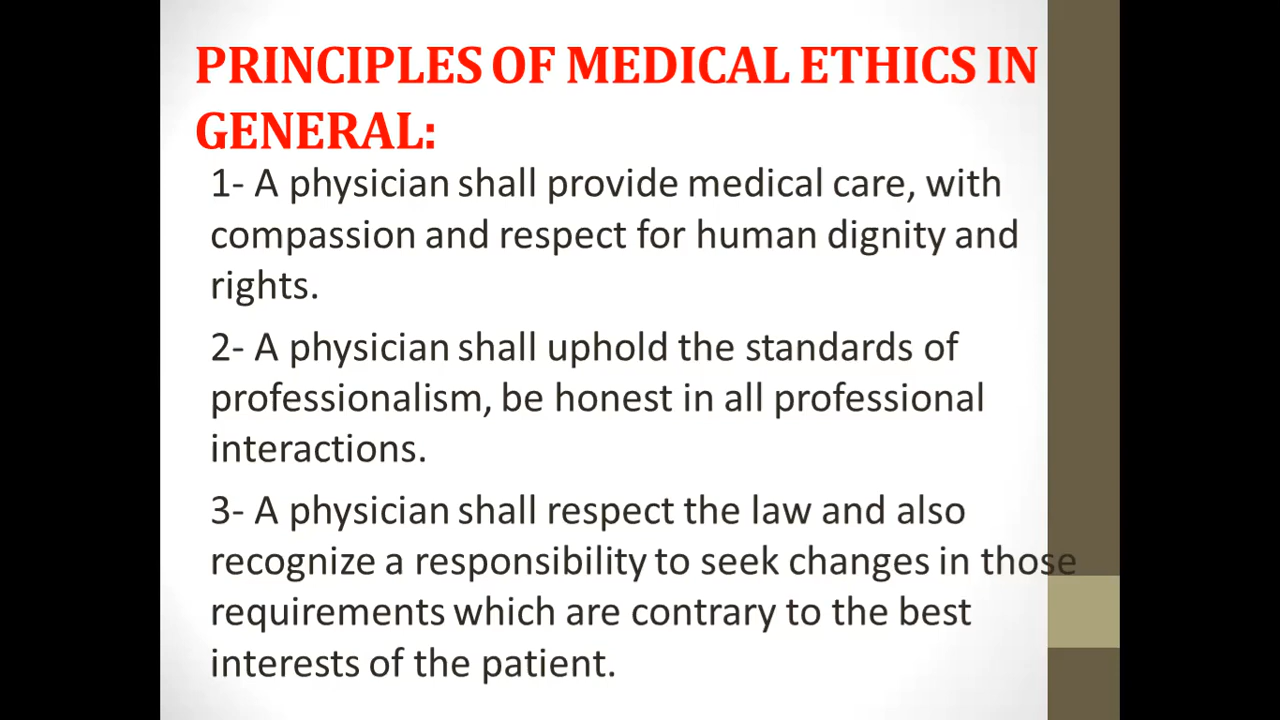 PRINCIPLES OF MEDICAL ETHICS IN
GENERAL:
1- A physician shall provide medical care, with
compassion and respect for human dignity and
rights.
2- A physician shall uphold the standards of
professionalism, be honest in all professional
interactions.
3- A physician shall respect the law and also
recognize a responsibility to seek changes in those
requirements which are contrary to the best
interests of the patient.